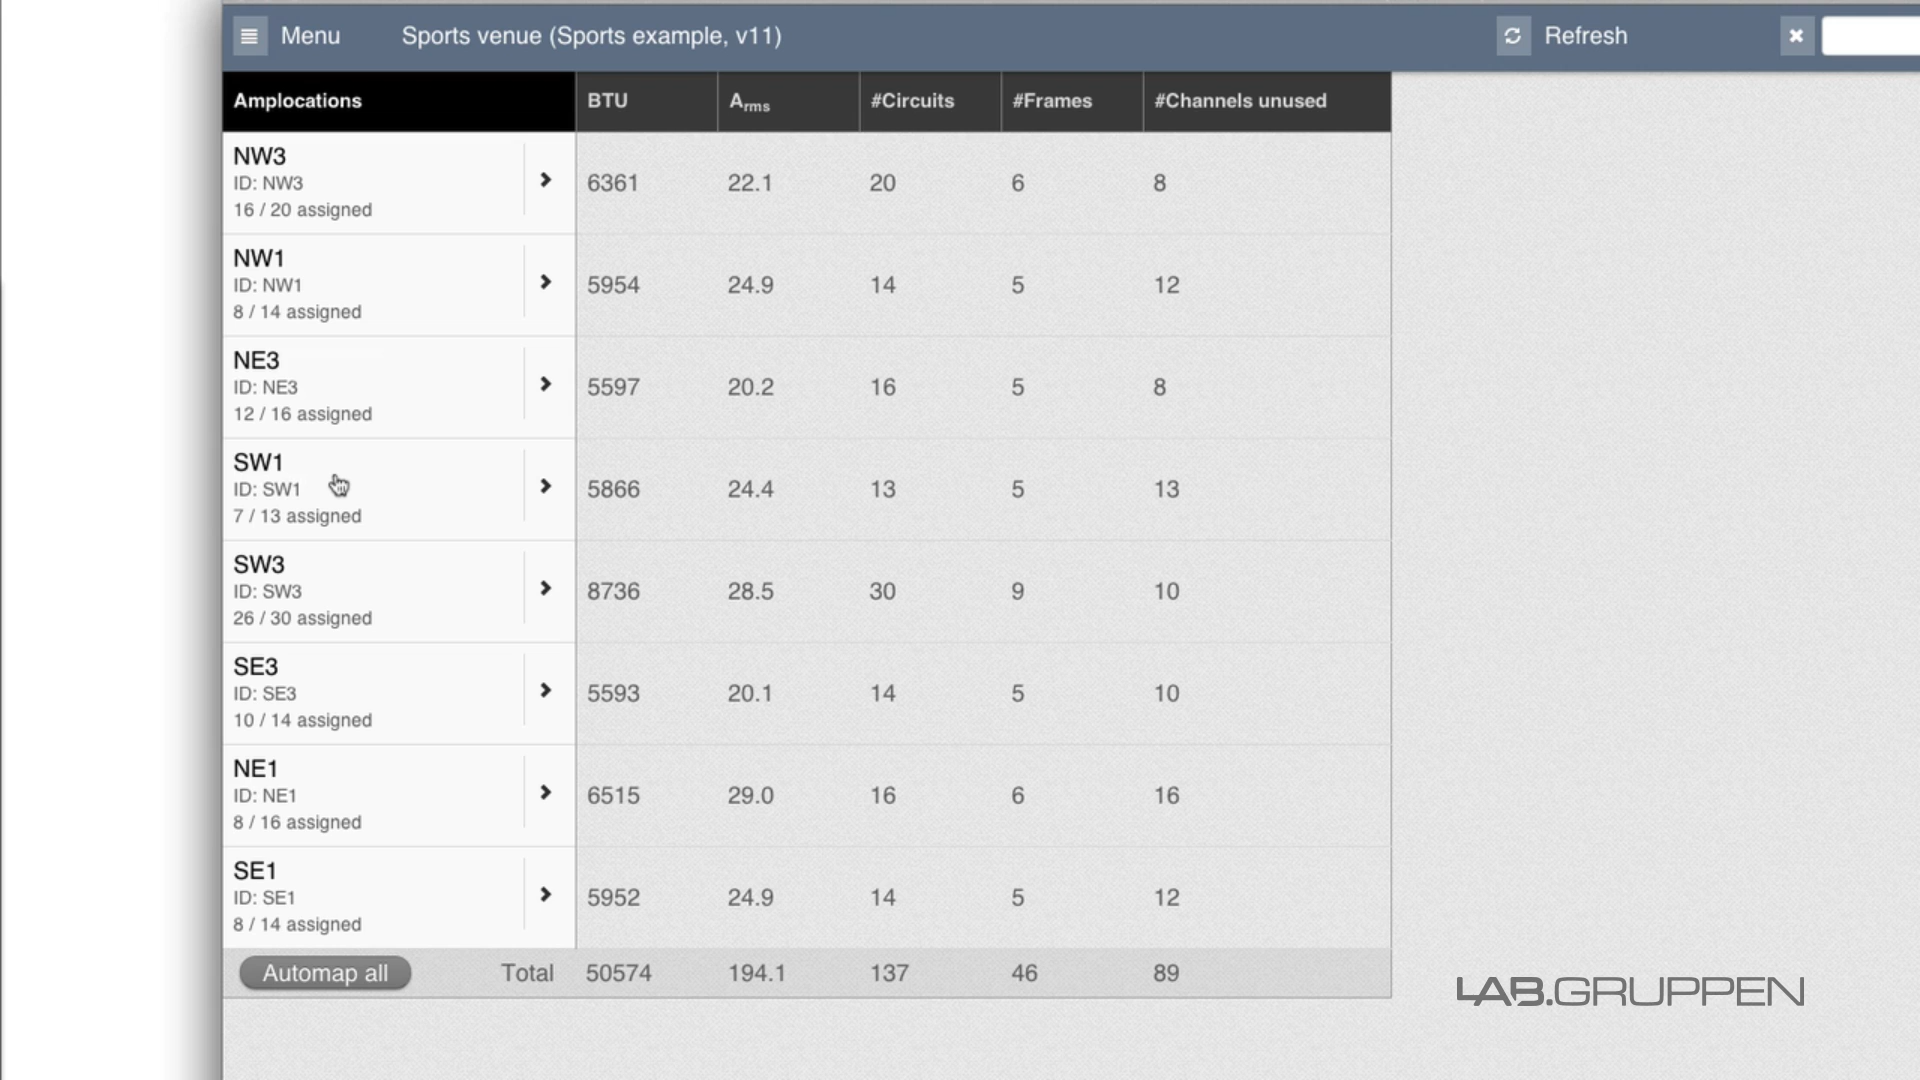 Menu Sports venue (Sports example, v11) Refresh
Amplocations BTU Arms #Circuits #Frames #Channels unused
NW3
ID: NW3
16 / 20 assigned
6361 22.1 20 6 8
NW1
ID: NW1
8 / 14 assigned
5954 24.9 14 5 12
NE3
ID: NE3
12 / 16 assigned
5597 20.2 16 5 8
SW1
ID: SW1
7 / 13 assigned
5866 24.4 13 5 13
SW3
ID: SW3
26 / 30 assigned
8736 28.5 30 9 10
SE3
ID: SE3
10 / 14 assigned
5593 20.1 14 5 10
NE1
ID: NE1
8 / 16 assigned
6515 29.0 16 6 16
SE1
ID: SE1
8 / 14 assigned
5952 24.9 14 5 12
Automap all Total 50574 194.1 137 46 89
LAB.GRUPPEN